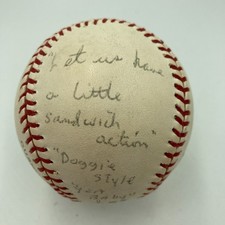 "Let us have
a little
sandwich
action"
"Doggie
style